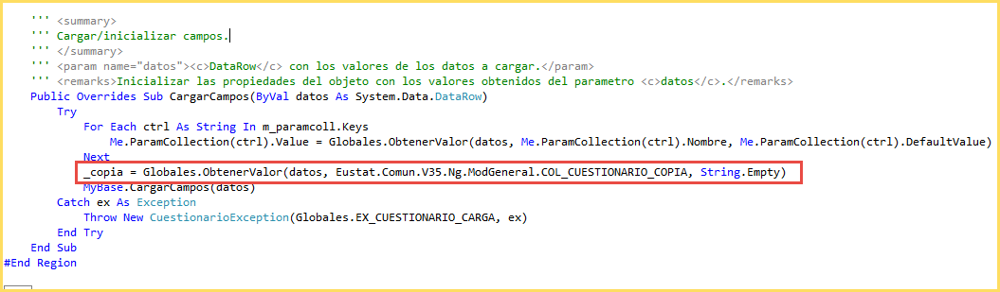 ''' <summary>
''' Cargar/inicializar campos.
''' </summary>
''' <param name="datos"><c>DataRow</c> con los valores de los datos a cargar.</param>
''' <remarks>Inicializar las propiedades del objeto con los valores obtenidos del parametro <c>datos</c>.</remarks>
Public Overrides Sub CargarCampos(ByVal datos As System.Data.DataRow)
Try
For Each ctrl As String In m_paramcoll.Keys
Me.ParamCollection(ctrl).Value = Globales.ObtenerValor(datos, Me.ParamCollection(ctrl).Nombre, Me.ParamCollection(ctrl).DefaultValue)
Next
_copia = Globales.ObtenerValor(datos, Eustat.Comun.V35.Ng.ModGeneral.COL_CUESTIONARIO_COPIA, String.Empty)
MyBase.CargarCampos(datos)
Catch ex As Exception
Throw New CuestionarioException(Globales.EX_CUESTIONARIO_CARGA, ex)
End Try
End Sub
#End Region